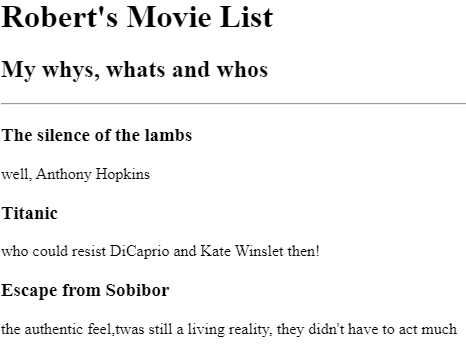 Robert's Movie List
My whys, whats and whos
The silence of the lambs
well, Anthony Hopkins
Titanic
who could resist DiCaprio and Kate Winslet then!
Escape from Sobibor
the authentic feel,twas still a living reality, they didn't have to act much